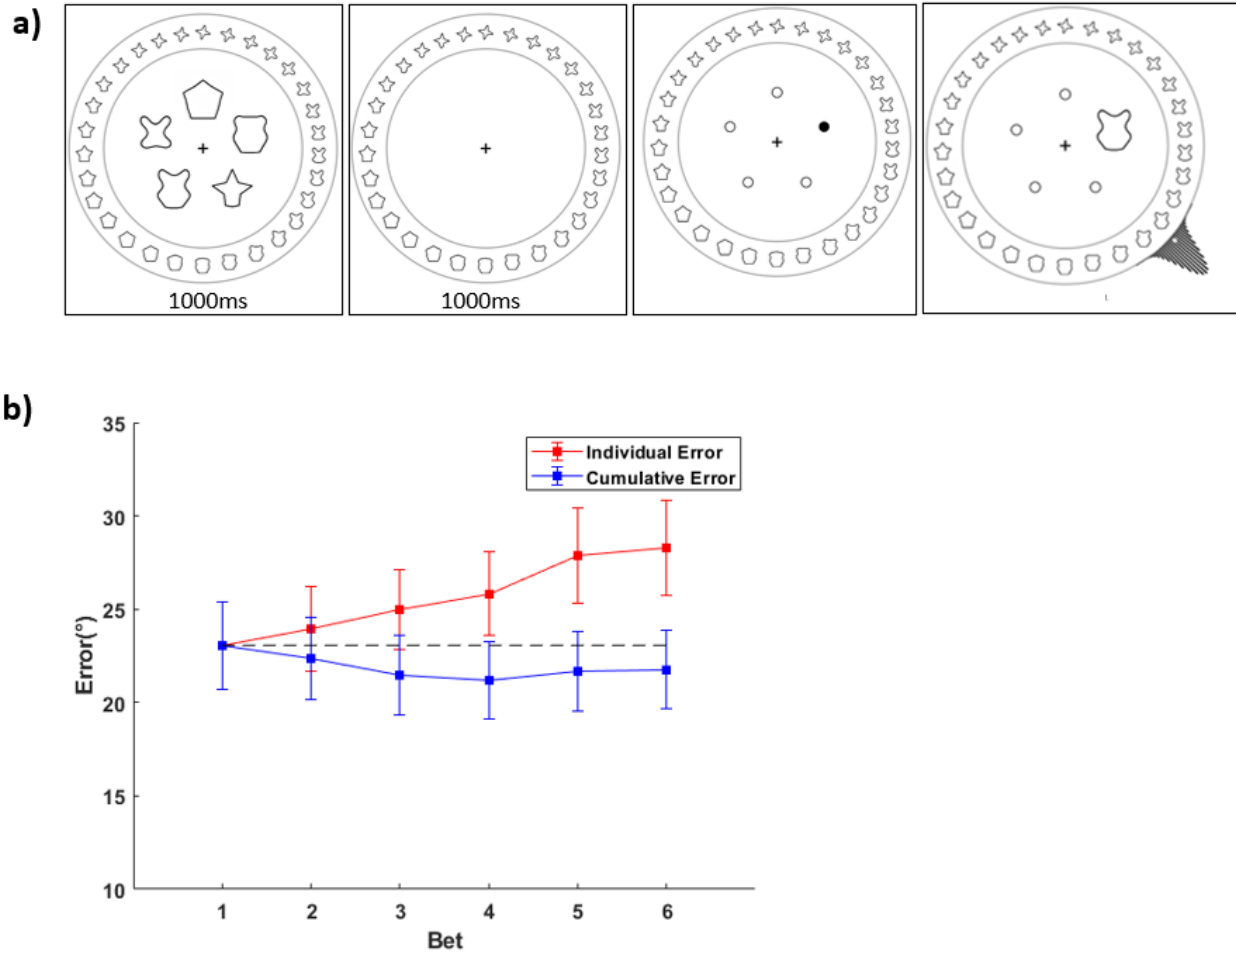 a)
1000ms
1000ms
b)
35
30
25
20
15
10
Error(°)
Individual Error
Cumulative Error
1 2 3 4 5 6
Bet